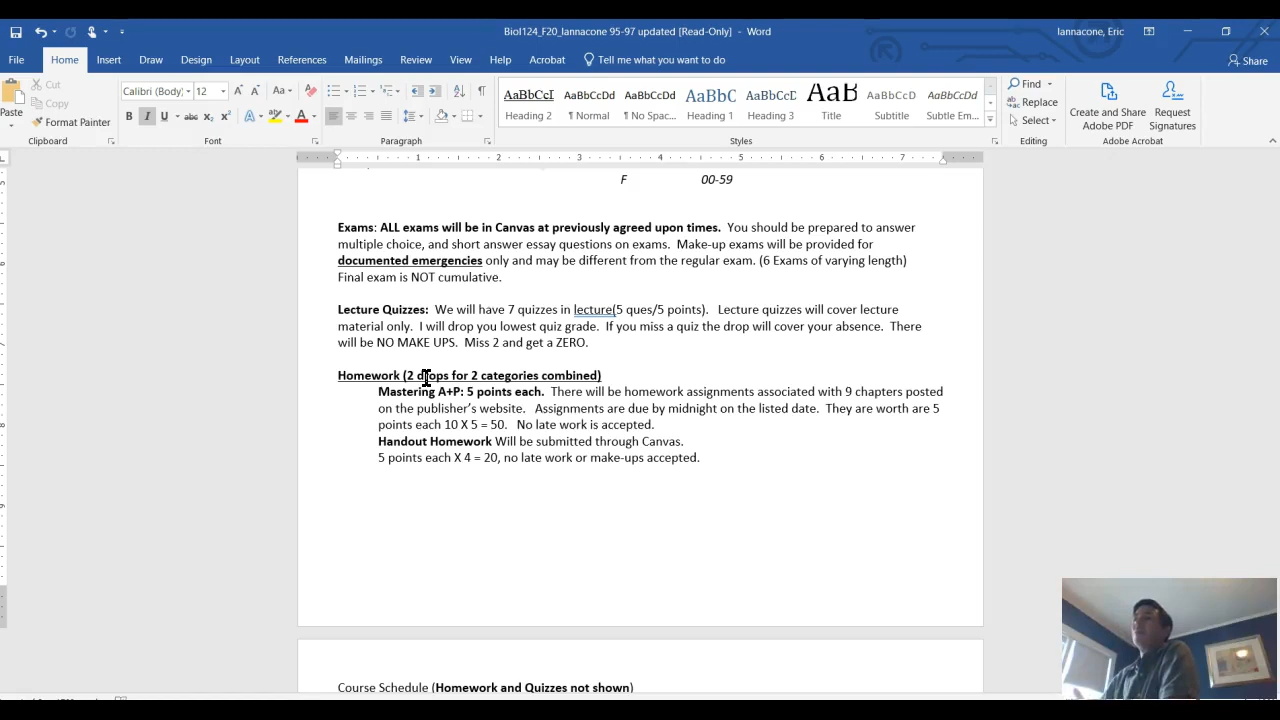 Biol124_F20_Iannacone 95-97 updated [Read-Only] - Word
Iannacone, Eric
File Home Insert Draw Design Layout References Mailings Review View Help Acrobat Tell me what you want to do Share
Paste
Cut
Copy
Format Painter
Clipboard
Calibri (Body) 12
Font
Paragraph
AaBbCcI AaBbCcDd AaBbCcDd AaBbC AaBbCcD AaB AaBbCcD AaBbCcDd
Heading 2 ¶ Normal ¶ No Spac... Heading 1 Heading 3 Title Subtitle Subtle Em...
Styles
Find
Replace
Select
Editing
Create and Share Adobe PDF
Request Signatures
Adobe Acrobat
1 2 3 4 5 6 7
F 00-59
Exams: ALL exams will be in Canvas at previously agreed upon times. You should be prepared to answer
multiple choice, and short answer essay questions on exams. Make-up exams will be provided for
documented emergencies only and may be different from the regular exam. (6 Exams of varying length)
Final exam is NOT cumulative.
Lecture Quizzes: We will have 7 quizzes in lecture(5 ques/5 points). Lecture quizzes will cover lecture
material only. I will drop you lowest quiz grade. If you miss a quiz the drop will cover your absence. There
will be NO MAKE UPS. Miss 2 and get a ZERO.
Homework (2 drops for 2 categories combined)
Mastering A+P: 5 points each. There will be homework assignments associated with 9 chapters posted
on the publisher's website. Assignments are due by midnight on the listed date. They are worth are 5
points each 10 X 5 = 50. No late work is accepted.
Handout Homework Will be submitted through Canvas.
5 points each X 4 = 20, no late work or make-ups accepted.
Course Schedule (Homework and Quizzes not shown)